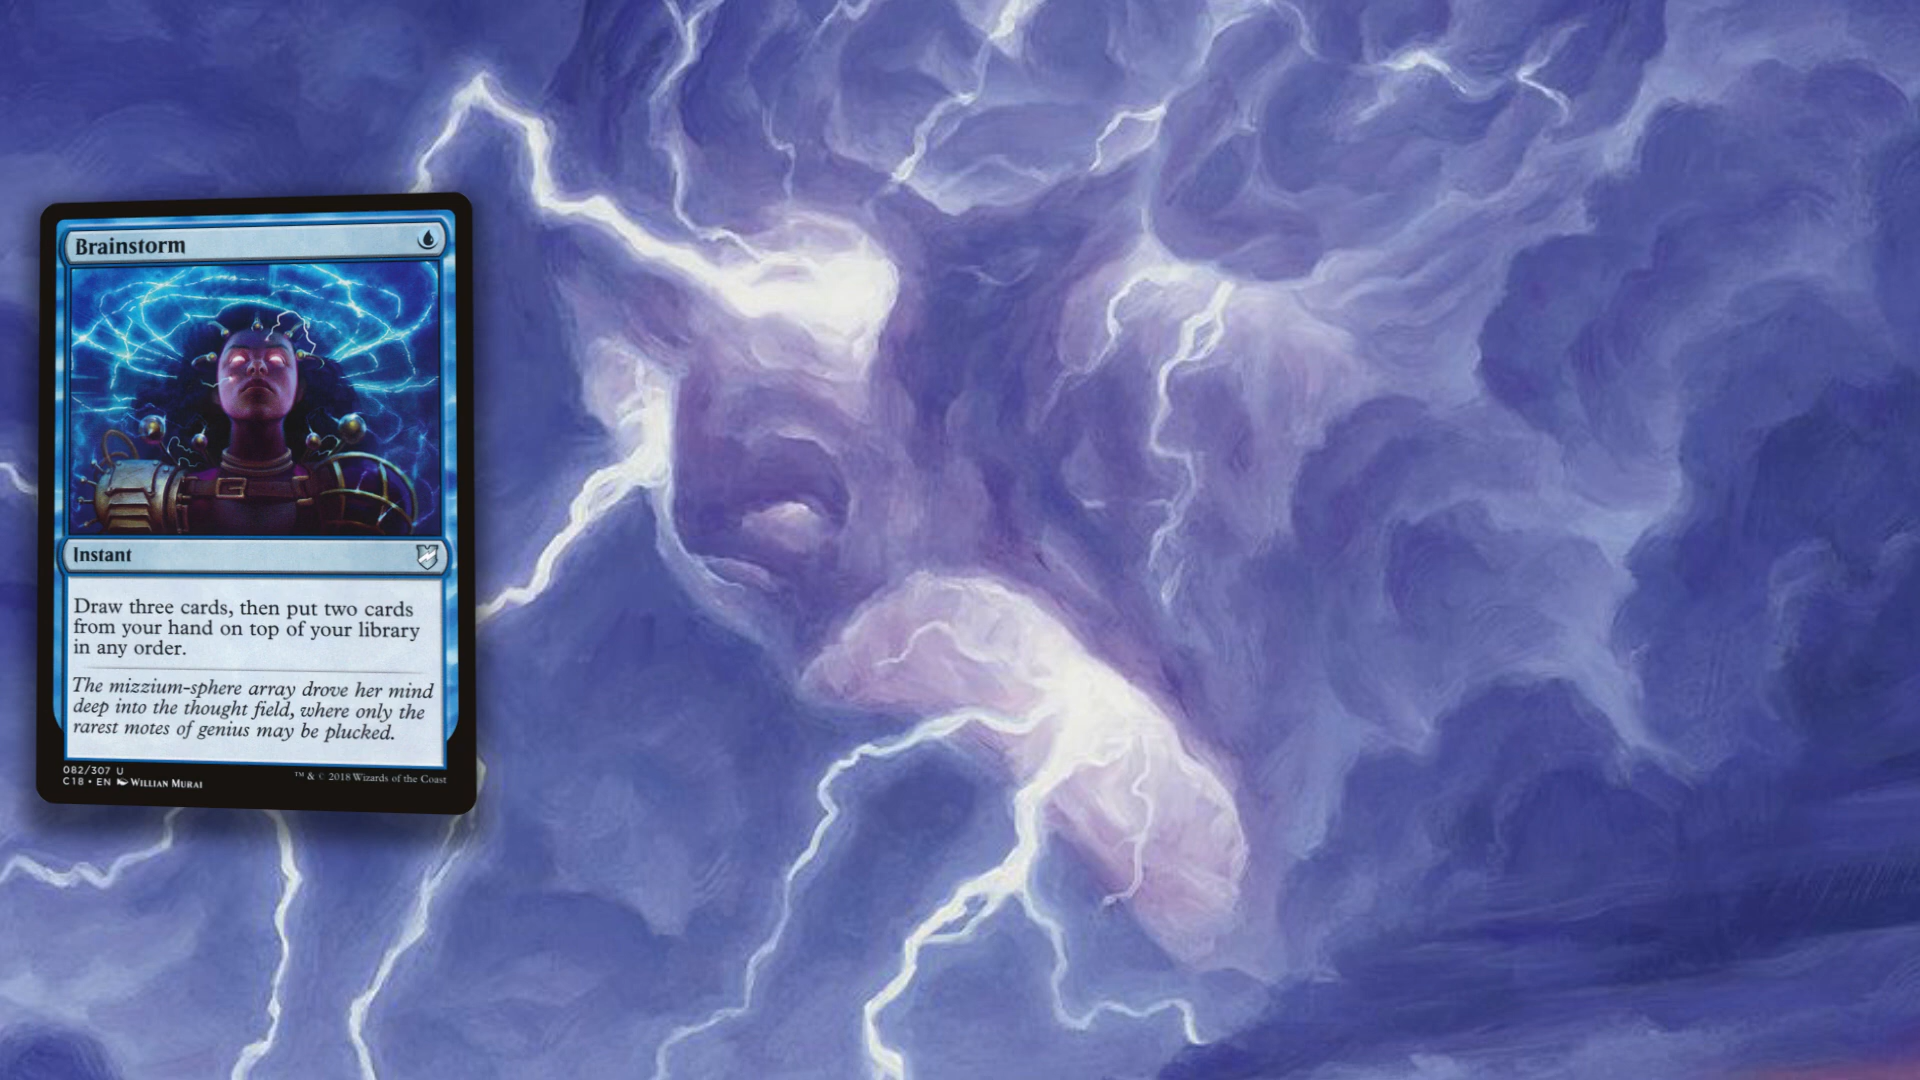 Brainstorm
Instant
Draw three cards, then put two cards
from your hand on top of your library
in any order.
The mizzium-sphere array drove her mind
deep into the thought field, where only the
rarest motes of genius may be plucked.
082/307 U
C18 • EN Willian Murai
™ & © 2018 Wizards of the Coast